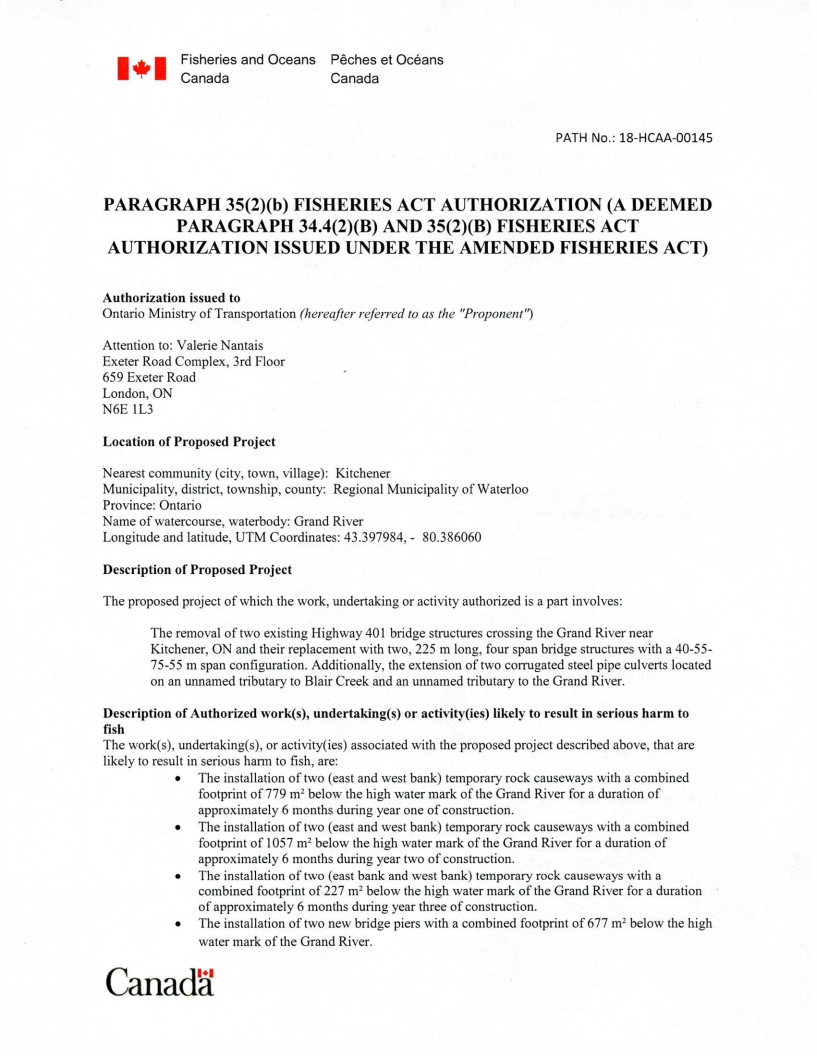 Fisheries and Oceans Pêches et Océans
Canada Canada
PATH No.: 18-HCAA-00145
PARAGRAPH 35(2)(b) FISHERIES ACT AUTHORIZATION (A DEEMED
PARAGRAPH 34.4(2)(B) AND 35(2)(B) FISHERIES ACT
AUTHORIZATION ISSUED UNDER THE AMENDED FISHERIES ACT)
Authorization issued to
Ontario Ministry of Transportation (hereafter referred to as the "Proponent")
Attention to: Valerie Nantais
Exeter Road Complex, 3rd Floor
659 Exeter Road
London, ON
N6E 1L3
Location of Proposed Project
Nearest community (city, town, village): Kitchener
Municipality, district, township, county: Regional Municipality of Waterloo
Province: Ontario
Name of watercourse, waterbody: Grand River
Longitude and latitude, UTM Coordinates: 43.397984, - 80.386060
Description of Proposed Project
The proposed project of which the work, undertaking or activity authorized is a part involves:
The removal of two existing Highway 401 bridge structures crossing the Grand River near
Kitchener, ON and their replacement with two, 225 m long, four span bridge structures with a 40-55-
75-55 m span configuration. Additionally, the extension of two corrugated steel pipe culverts located
on an unnamed tributary to Blair Creek and an unnamed tributary to the Grand River.
Description of Authorized work(s), undertaking(s) or activity(ies) likely to result in serious harm to
fish
The work(s), undertaking(s), or activity(ies) associated with the proposed project described above, that are
likely to result in serious harm to fish, are:
• The installation of two (east and west bank) temporary rock causeways with a combined
footprint of 779 m² below the high water mark of the Grand River for a duration of
approximately 6 months during year one of construction.
• The installation of two (east and west bank) temporary rock causeways with a combined
footprint of 1057 m² below the high water mark of the Grand River for a duration of
approximately 6 months during year two of construction.
• The installation of two (east bank and west bank) temporary rock causeways with a
combined footprint of 227 m² below the high water mark of the Grand River for a duration
of approximately 6 months during year three of construction.
• The installation of two new bridge piers with a combined footprint of 677 m² below the high
water mark of the Grand River.
Canada